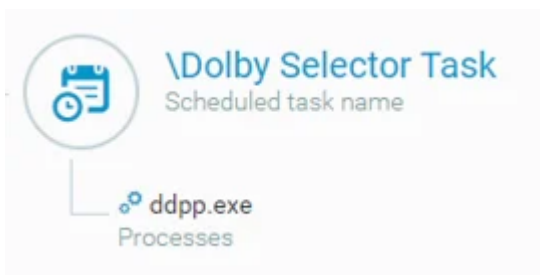 \Dolby Selector Task
Scheduled task name
ddpp.exe
Processes